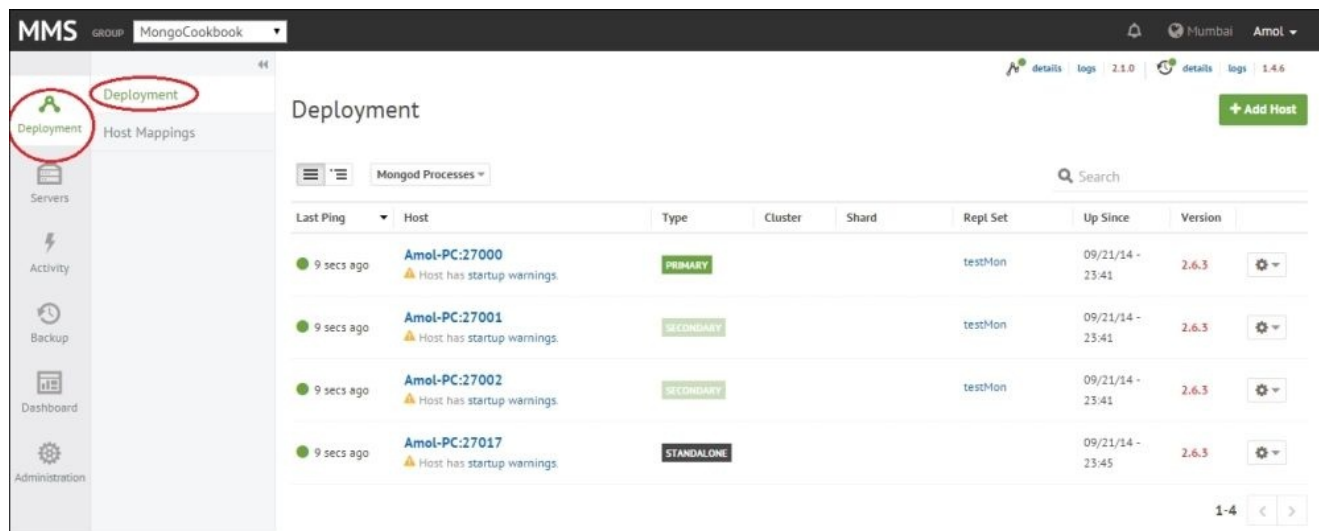 MMS GROUP MongoCookbook Mumbai Amol
details logs 2.1.0 details logs 1.4.6
Deployment
Servers
Activity
Backup
Dashboard
Administration
Deployment
Host Mappings
Deployment
+ Add Host
Mongod Processes
Search
Last Ping Host Type Cluster Shard Repl Set Up Since Version
9 secs ago Amol-PC:27000 PRIMARY testMon 09/21/14 - 2.6.3
Host has startup warnings. 23:41
9 secs ago Amol-PC:27001 SECONDARY testMon 09/21/14 - 2.6.3
Host has startup warnings. 23:41
9 secs ago Amol-PC:27002 SECONDARY testMon 09/21/14 - 2.6.3
Host has startup warnings. 23:41
9 secs ago Amol-PC:27017 STANDALONE 09/21/14 - 2.6.3
Host has startup warnings. 23:45
1-4